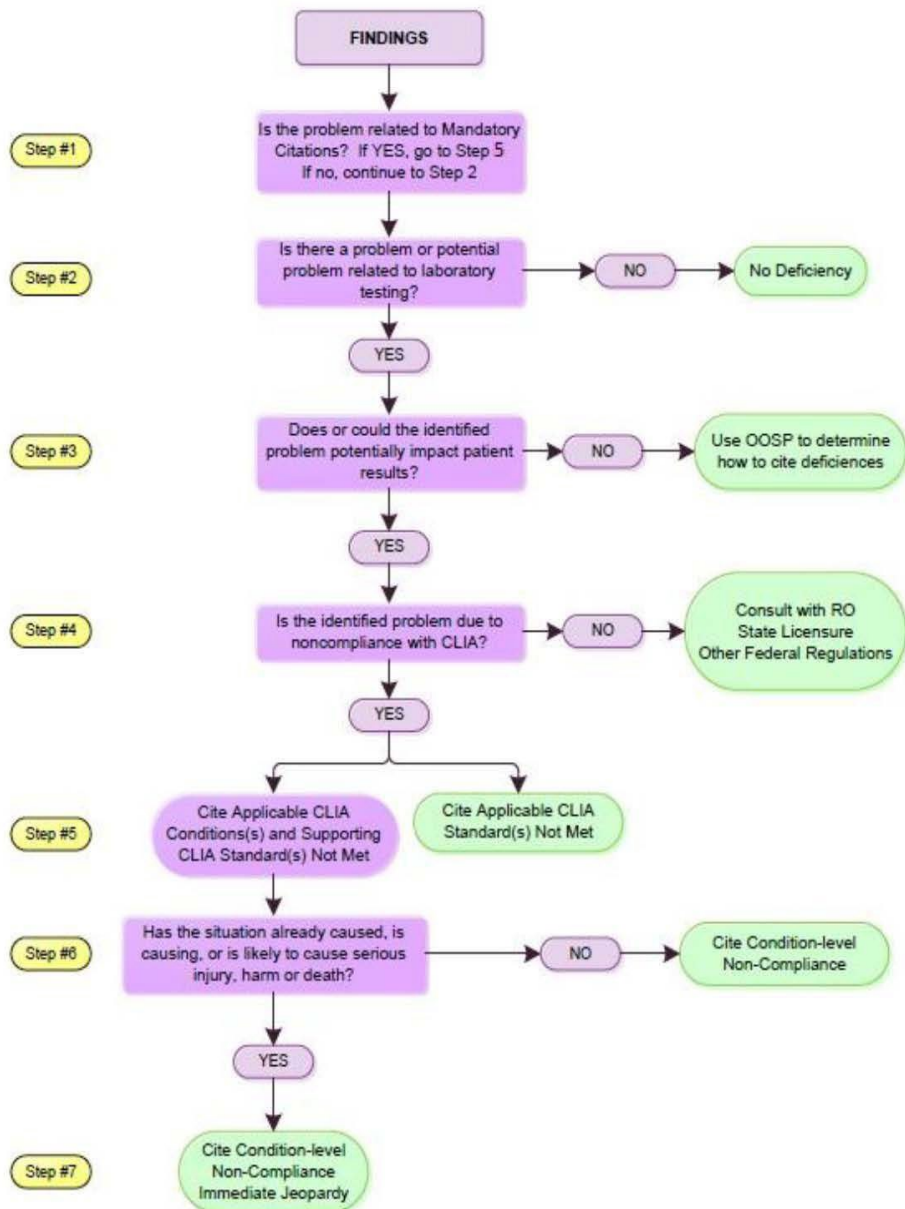 FINDINGS
Step #1
Is the problem related to Mandatory
Citations? If YES, go to Step 5
If no, continue to Step 2
Step #2
Is there a problem or potential
problem related to laboratory
testing?
NO
No Deficiency
YES
Step #3
Does or could the identified
problem potentially impact patient
results?
NO
Use OOSP to determine
how to cite deficiences
YES
Step #4
Is the identified problem due to
noncompliance with CLIA?
NO
Consult with RO
State Licensure
Other Federal Regulations
YES
Step #5
Cite Applicable CLIA
Conditions(s) and Supporting
CLIA Standard(s) Not Met
Cite Applicable CLIA
Standard(s) Not Met
Step #6
Has the situation already caused, is
causing, or is likely to cause serious
injury, harm or death?
NO
Cite Condition-level
Non-Compliance
YES
Step #7
Cite Condition-level
Non-Compliance
Immediate Jeopardy